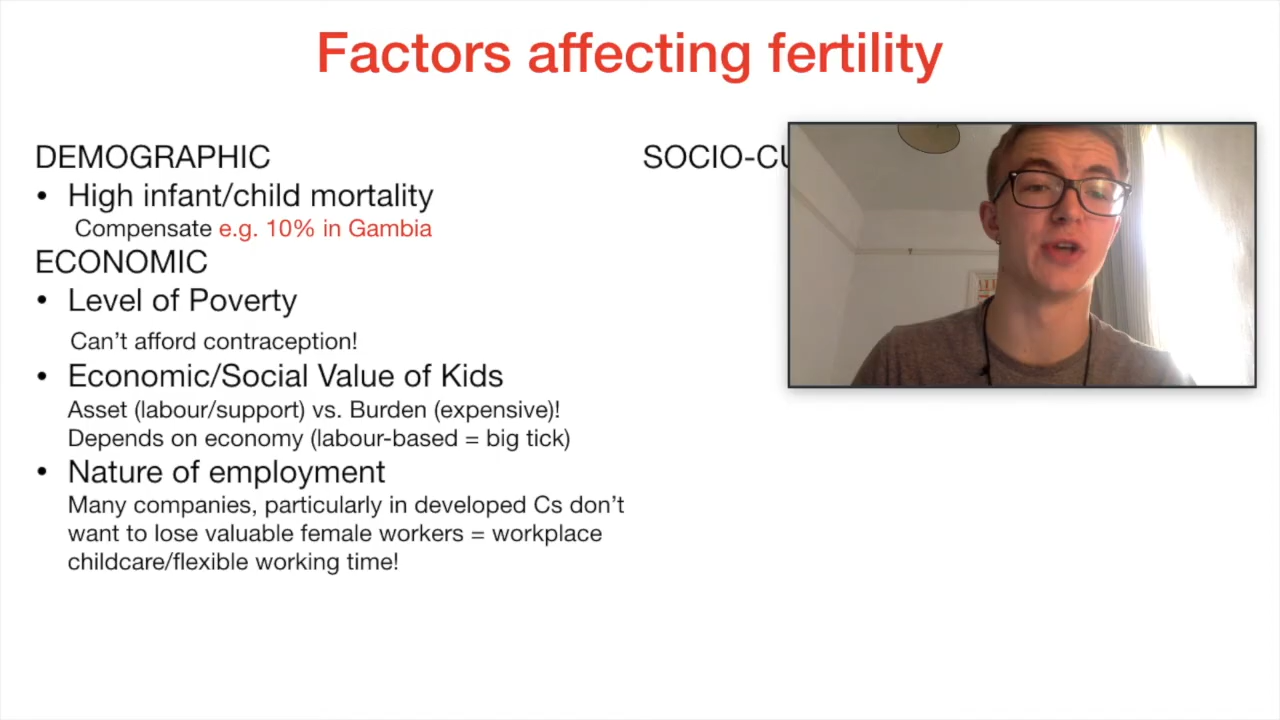 Factors affecting fertility
DEMOGRAPHIC
• High infant/child mortality
Compensate e.g. 10% in Gambia
ECONOMIC
• Level of Poverty
Can't afford contraception!
• Economic/Social Value of Kids
Asset (labour/support) vs. Burden (expensive)!
Depends on economy (labour-based = big tick)
• Nature of employment
Many companies, particularly in developed Cs don't
want to lose valuable female workers = workplace
childcare/flexible working time!
SOCIO-CU